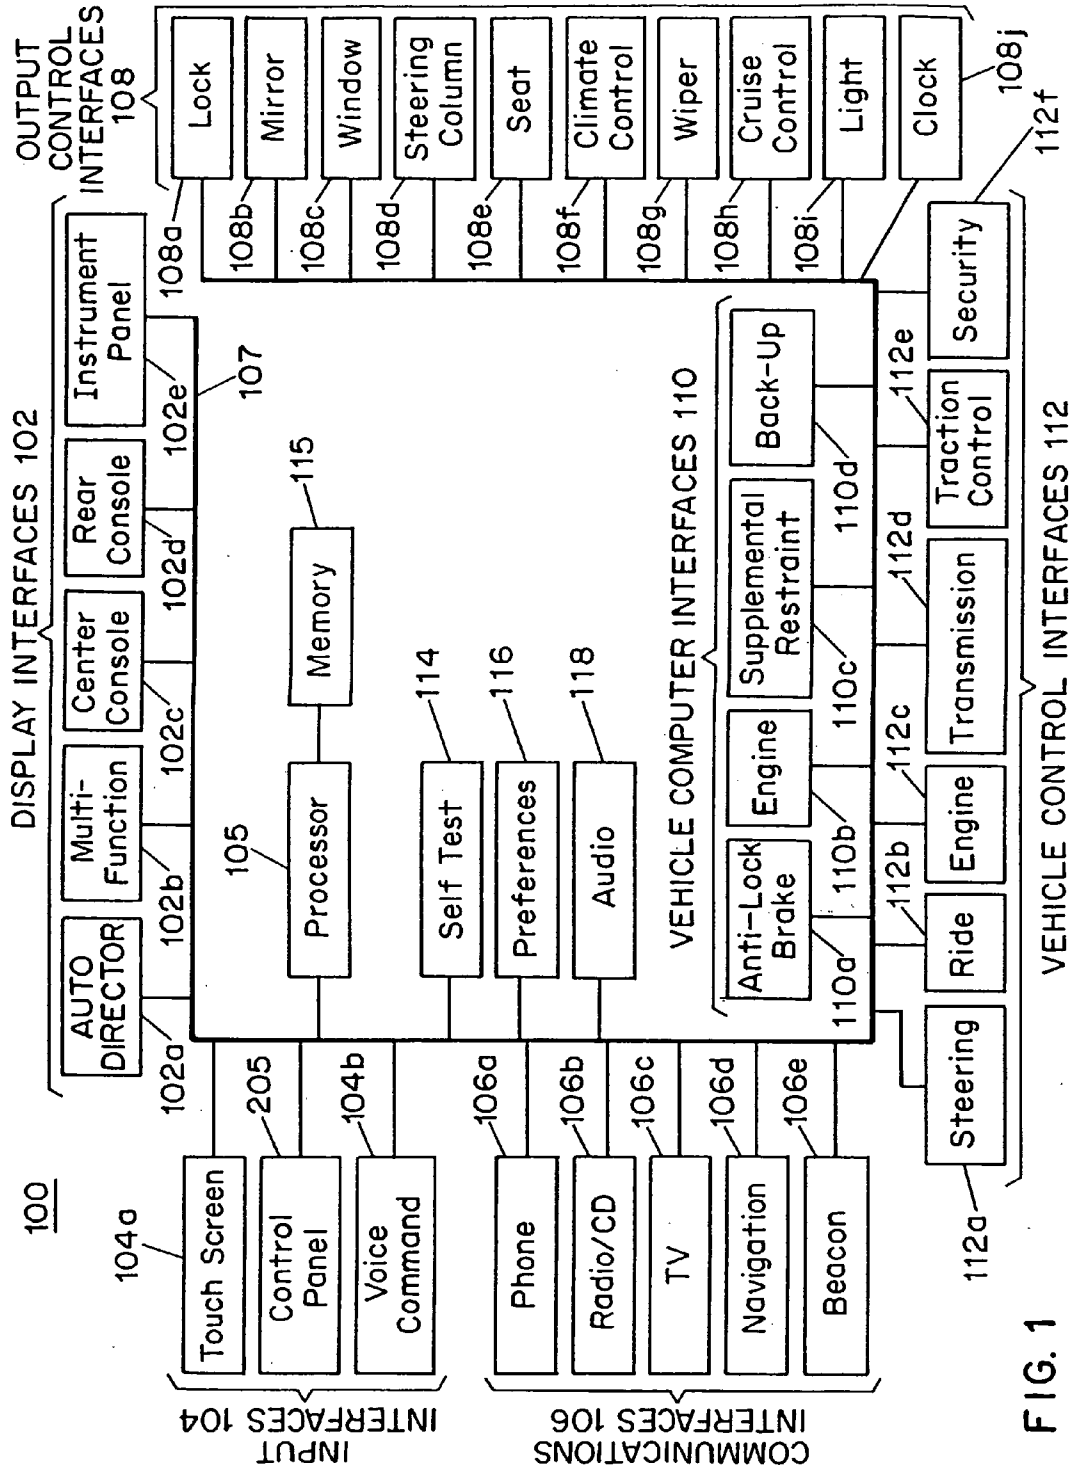 100
DISPLAY INTERFACES 102
AUTO
DIRECTOR
Multi-
Function
Center
Console
Rear
Console
Instrument
Panel
102a
102b
102c
102d
102e
107
OUTPUT
CONTROL
INTERFACES
108
Lock
Mirror
Window
Steering
Column
Seat
Climate
Control
Wiper
Cruise
Control
Light
Clock
108a
108b
108c
108d
108e
108f
108g
108h
108i
108j
INPUT
INTERFACES 104
104a
Touch Screen
205
Control
Panel
104b
Voice
Command
COMMUNICATIONS
INTERFACES 106
106a
Phone
106b
Radio/CD
106c
TV
106d
Navigation
106e
Beacon
105
Processor
115
Memory
114
Self Test
116
Preferences
118
Audio
VEHICLE COMPUTER INTERFACES 110
Anti-Lock
Brake
Engine
Supplemental
Restraint
Back-Up
110a
110b
110c
110d
112a
112b
112c
112d
112e
112f
Steering
Ride
Engine
Transmission
Traction
Control
Security
VEHICLE CONTROL INTERFACES 112
FIG. 1